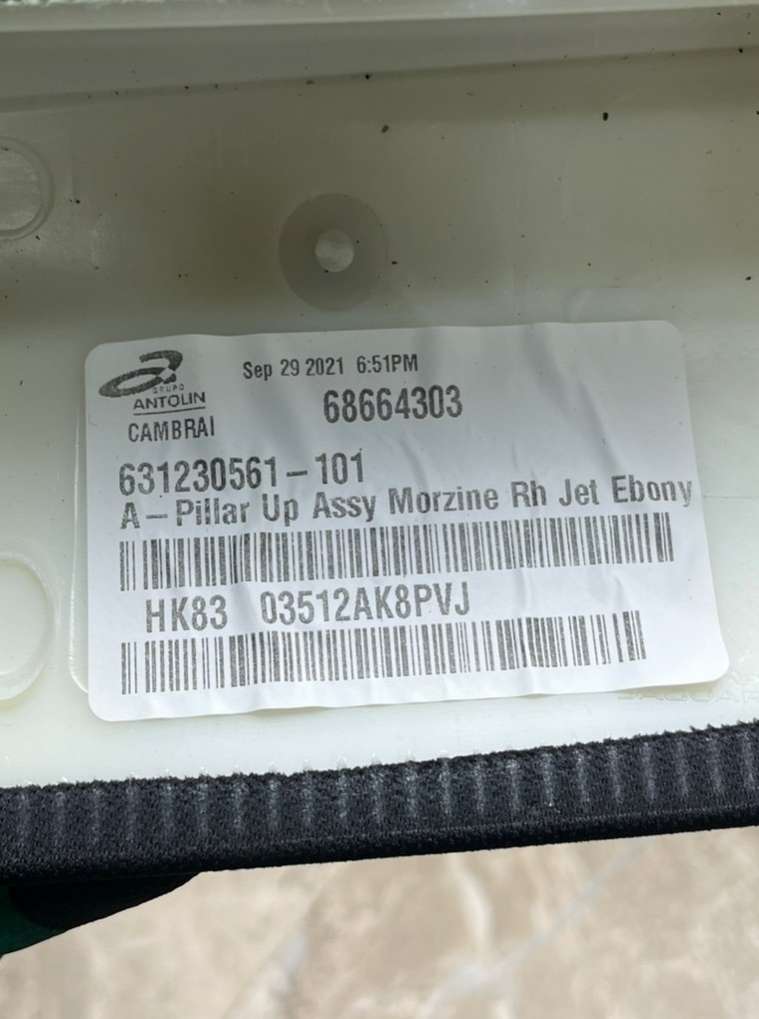 Sep 29 2021 6:51PM
GRUPO
ANTOLIN
68664303
CAMBRAI
631230561-101
A-Pillar Up Assy Morzine Rh Jet Ebony
HK83 03512AK8PVJ
JAGUAR